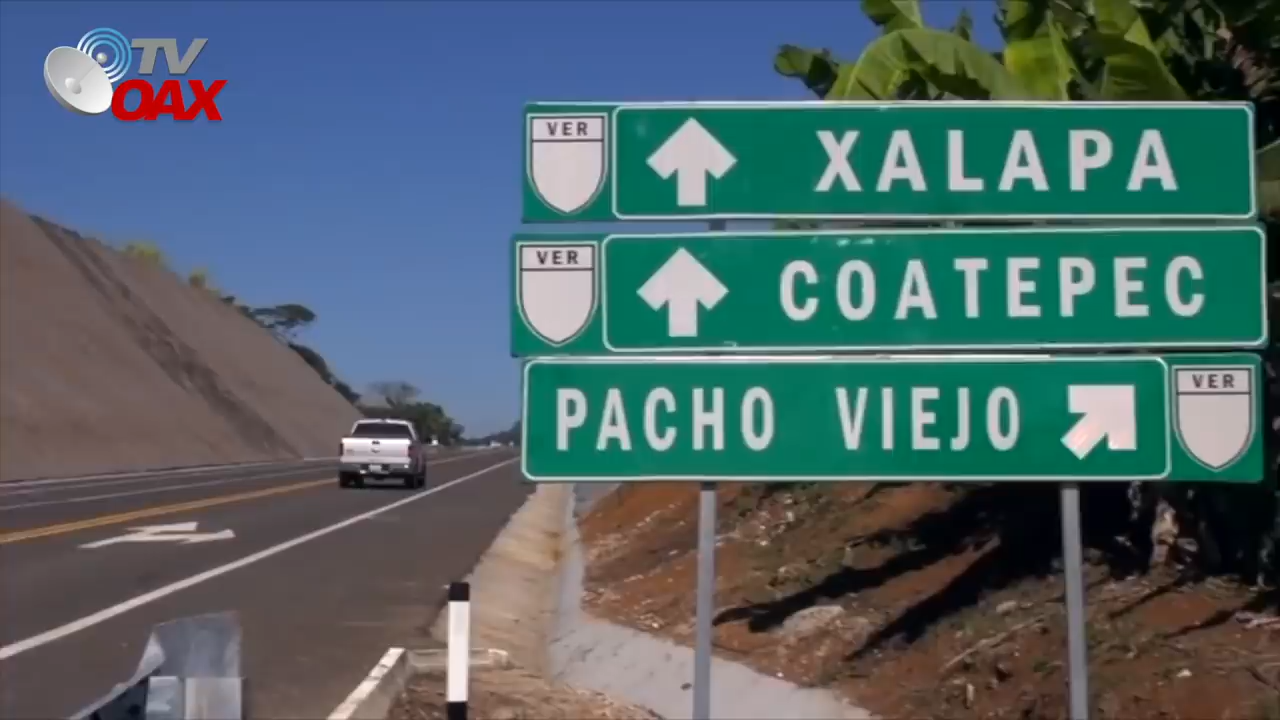 TV
OAX
VER
XALAPA
VER
COATEPEC
PACHO VIEJO
VER